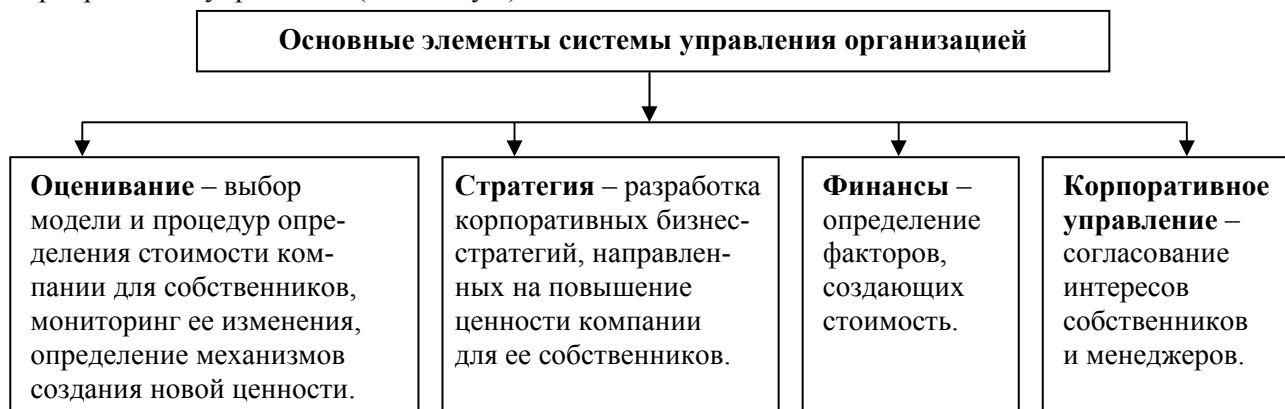 Основные элементы системы управления организацией
Оценивание – выбор
модели и процедур опре-
деления стоимости ком-
пании для собственников,
мониторинг ее изменения,
определение механизмов
создания новой ценности.
Стратегия – разработка
корпоративных бизнес-
стратегий, направлен-
ных на повышение
ценности компании
для ее собственников.
Финансы –
определение
факторов,
создающих
стоимость.
Корпоративное
управление –
согласование
интересов
собственников
и менеджеров.